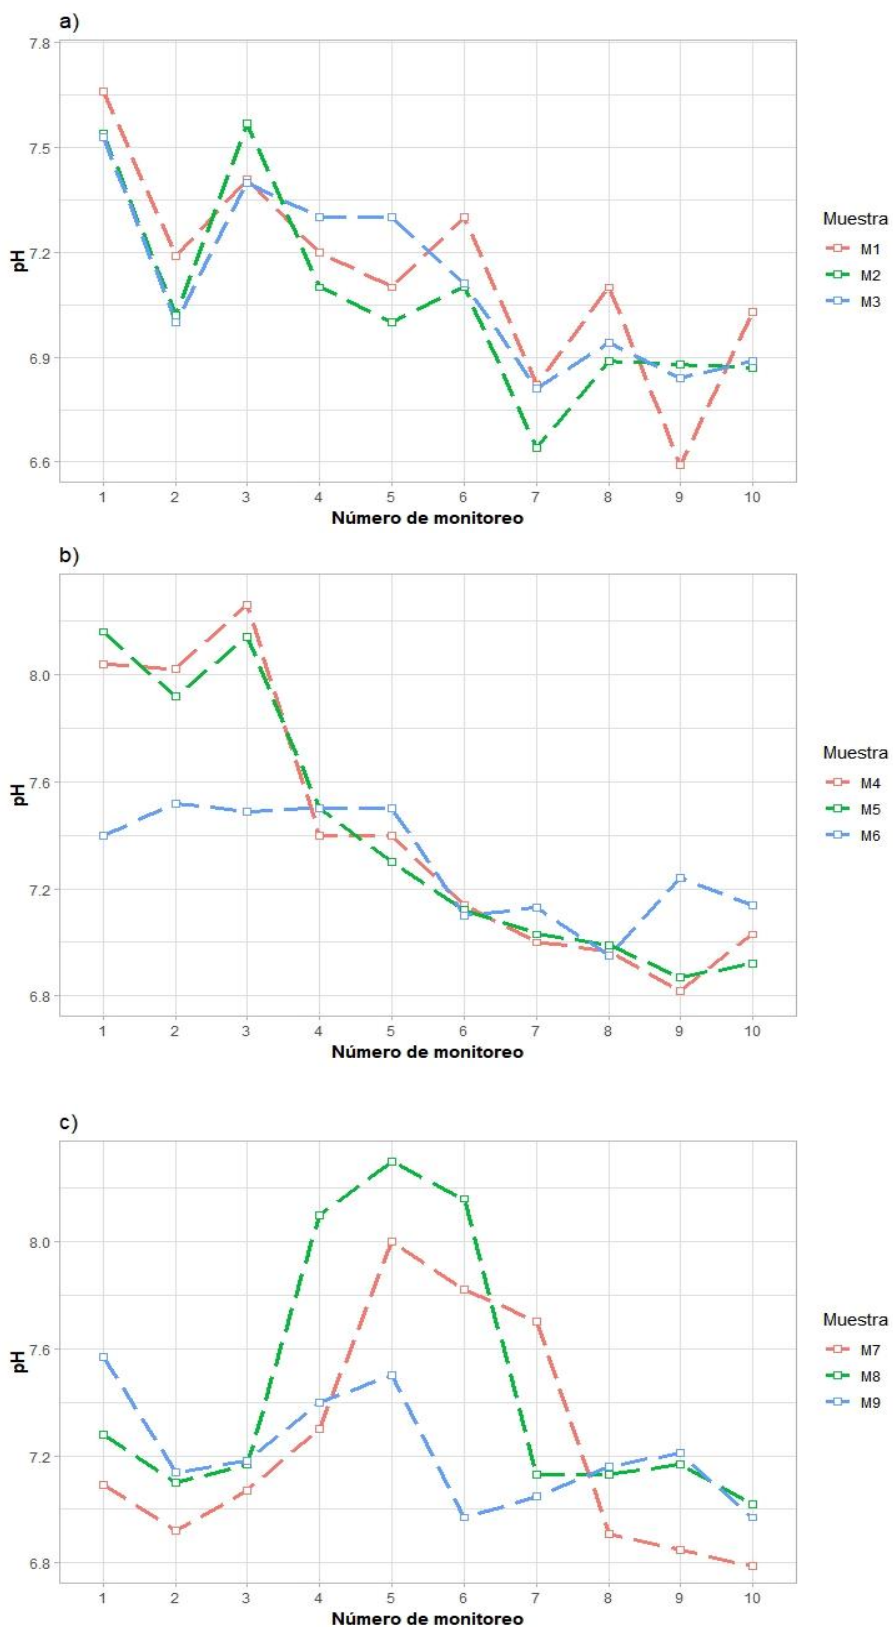 a)
7.8
7.5
7.2
6.9
6.6
pH
1 2 3 4 5 6 7 8 9 10
Número de monitoreo
Muestra
M1
M2
M3
b)
8.0
7.6
7.2
6.8
pH
1 2 3 4 5 6 7 8 9 10
Número de monitoreo
Muestra
M4
M5
M6
c)
8.0
7.6
7.2
6.8
pH
1 2 3 4 5 6 7 8 9 10
Número de monitoreo
Muestra
M7
M8
M9